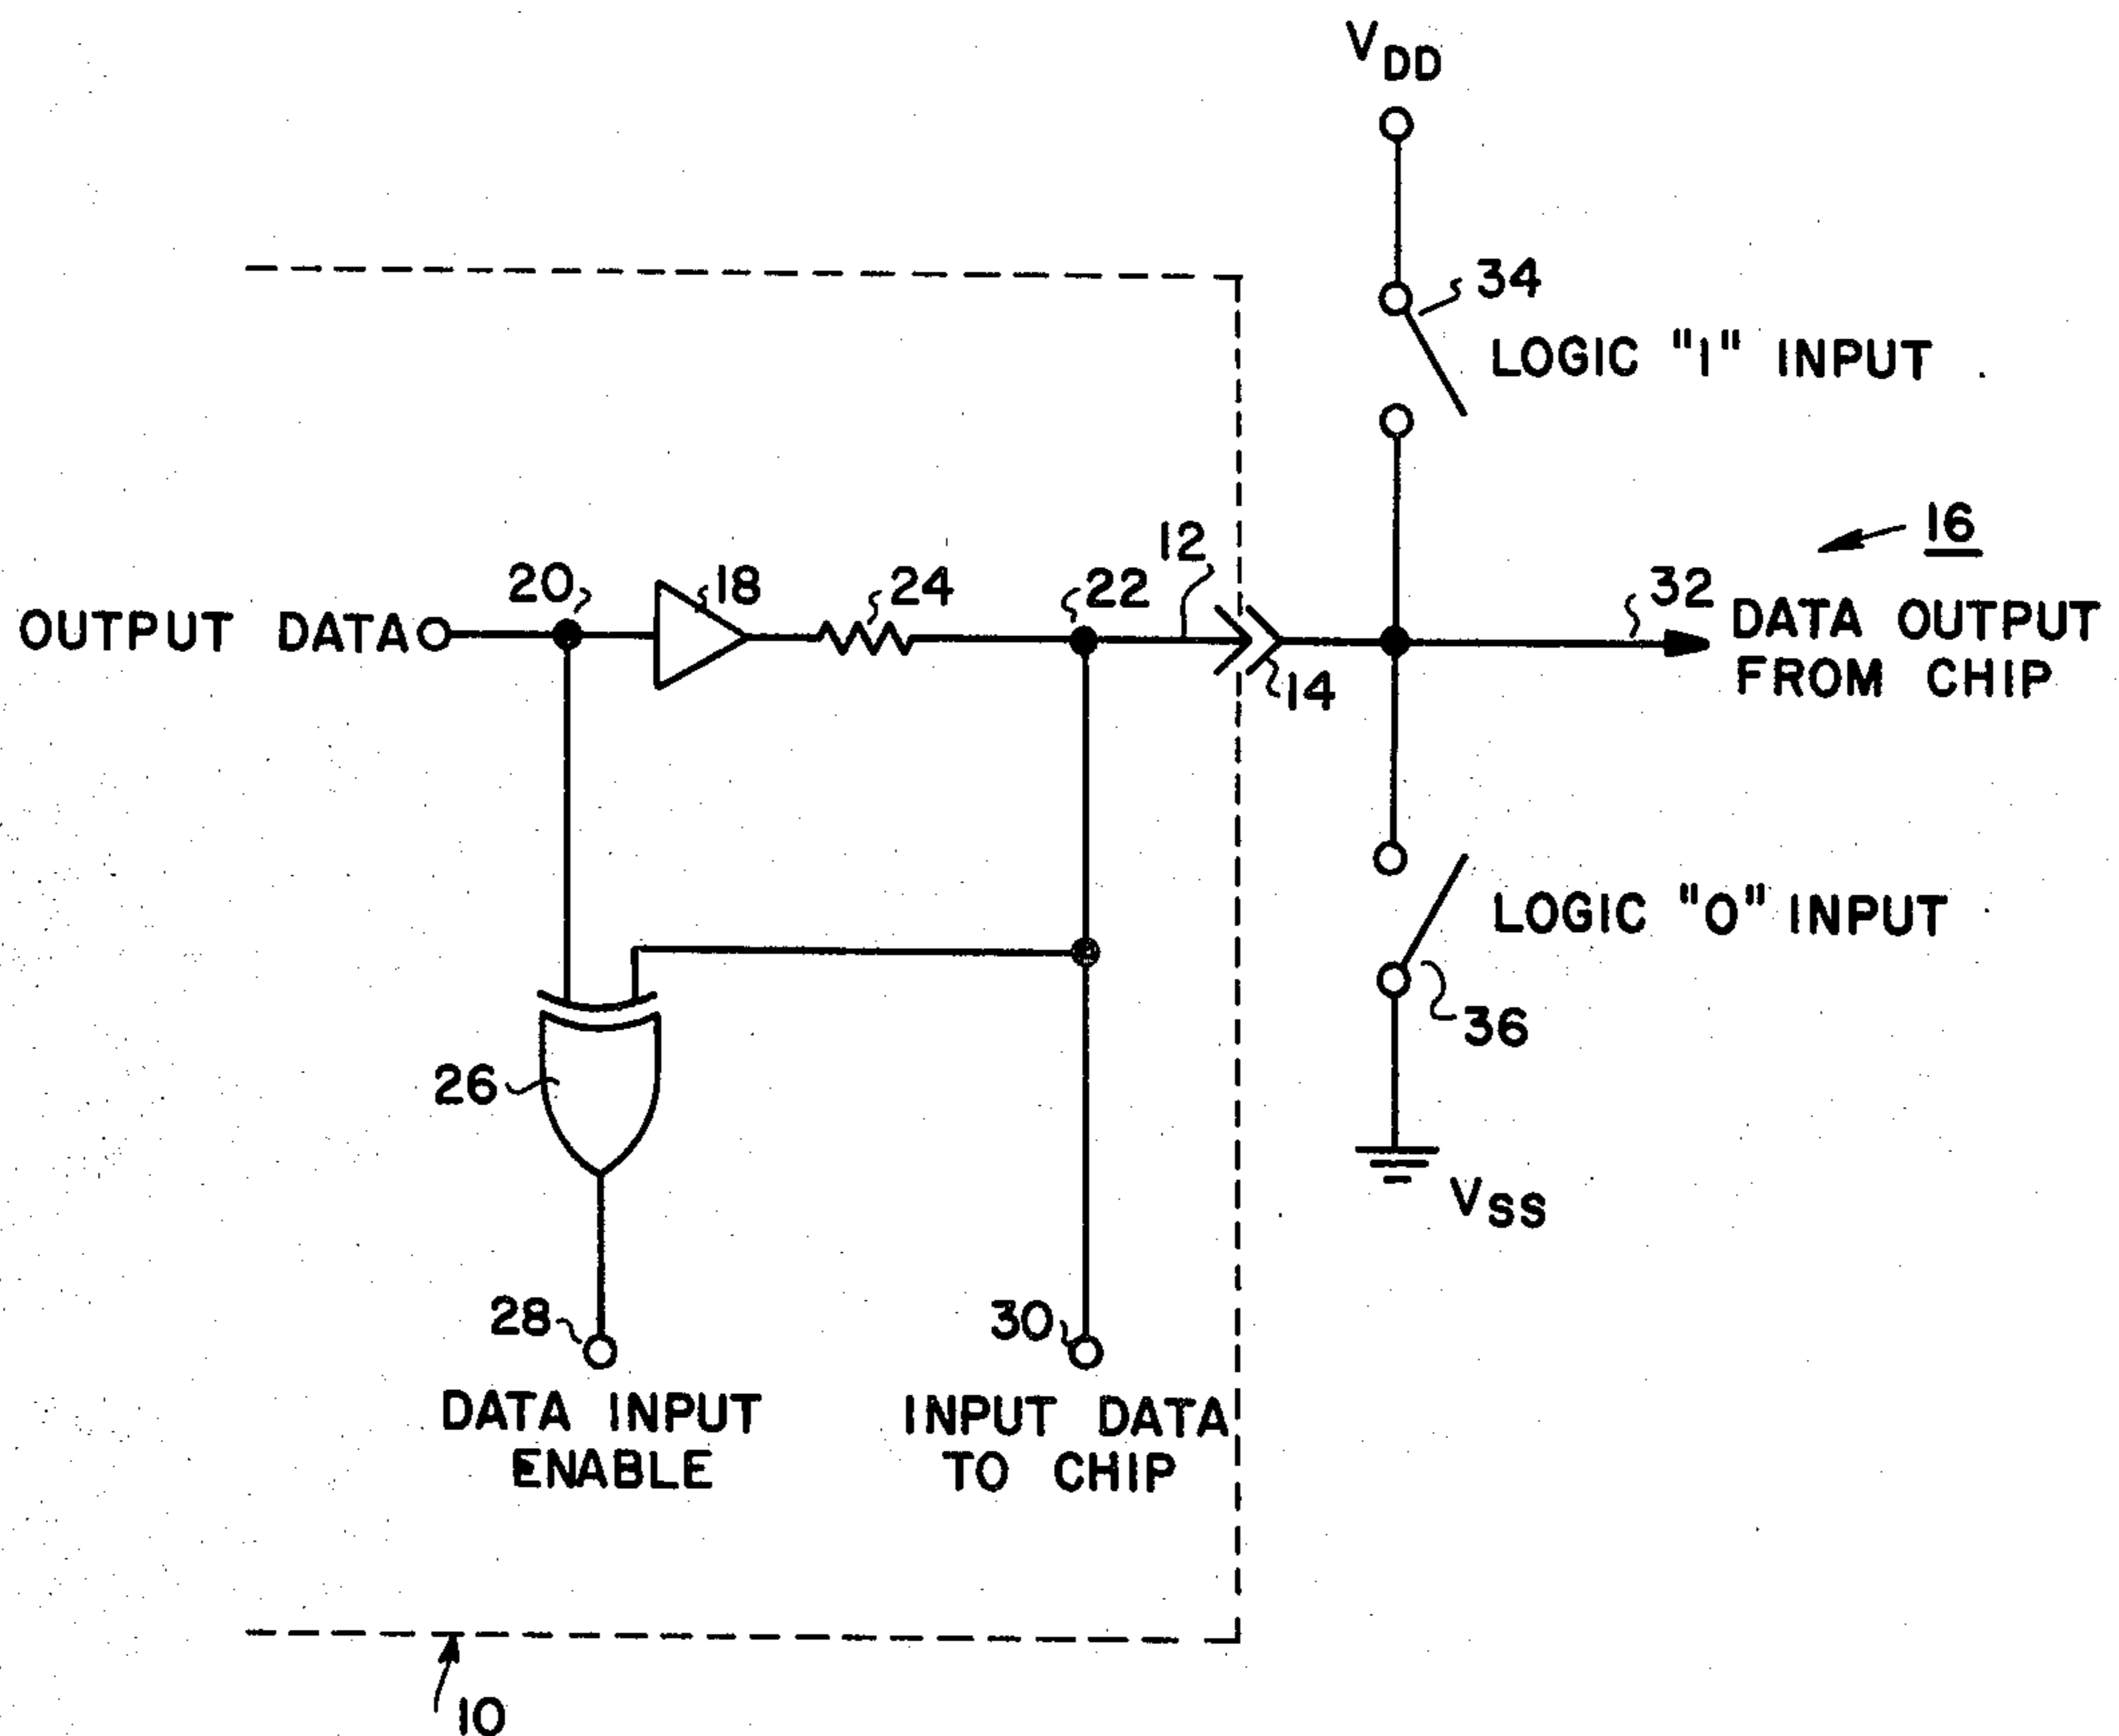 VDD
34
LOGIC "1" INPUT
16
12
20
18
24
22
32
OUTPUT DATA
DATA OUTPUT
FROM CHIP
14
LOGIC "0" INPUT
36
26
VSS
28
30
DATA INPUT
ENABLE
INPUT DATA
TO CHIP
10